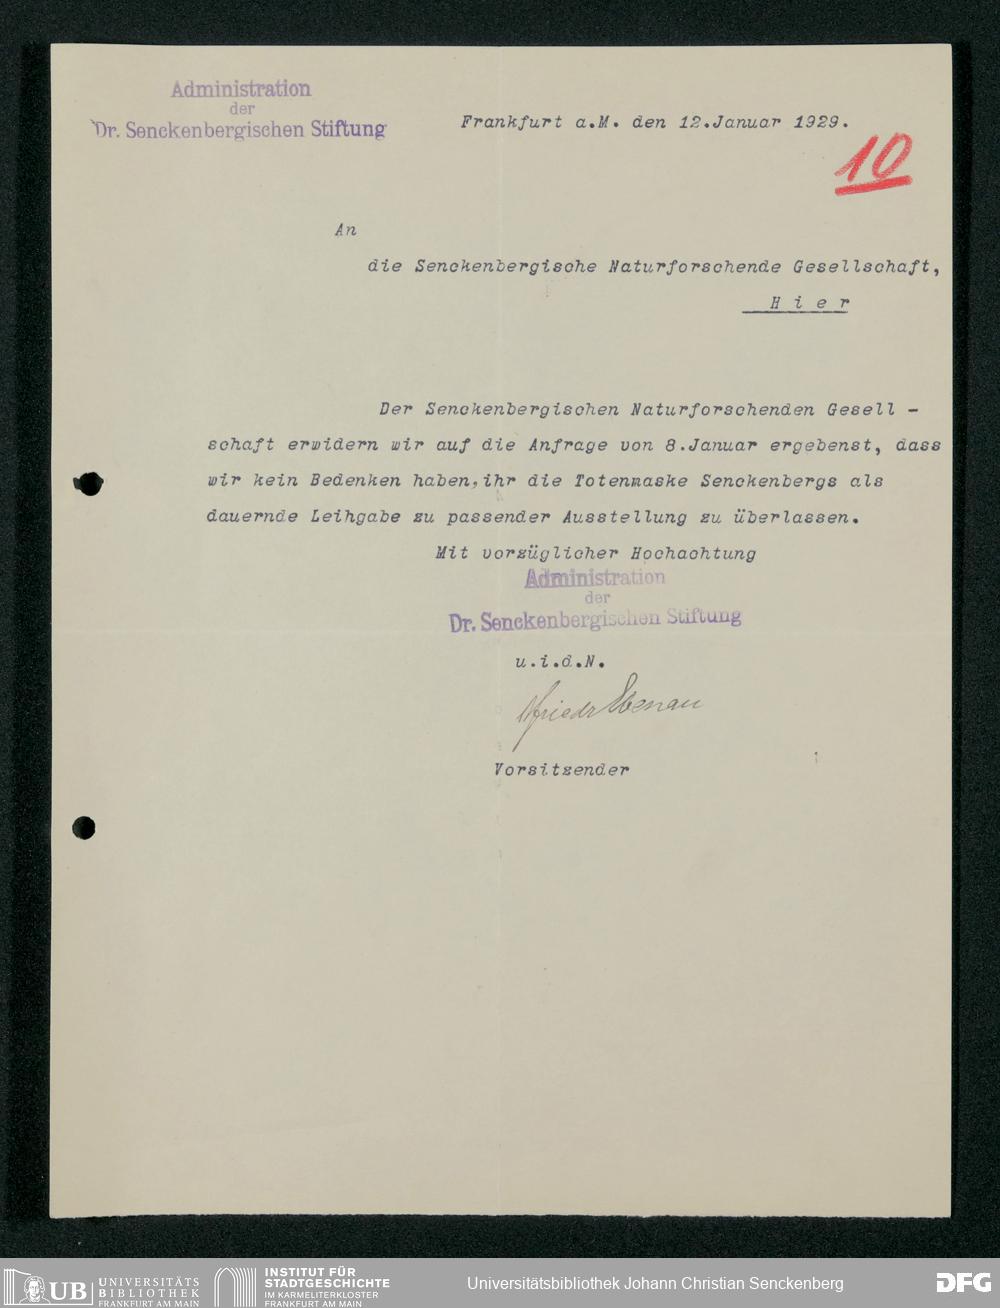 Administration
der
Dr. Senckenbergischen Stiftung
Frankfurt a.M. den 12.Januar 1929.
10
An
die Senckenbergische Naturforschende Gesellschaft,
H i e r
Der Senckenbergischen Naturforschenden Gesell -
schaft erwidern wir auf die Anfrage von 8.Januar ergebenst, dass
wir kein Bedenken haben,ihr die Totenmaske Senckenbergs als
dauernde Leihgabe zu passender Ausstellung zu überlassen.
Mit vorzüglicher Hochachtung
Administration
der
Dr. Senckenbergischen Stiftung
u.i.d.N.
Vorsitzender
UB UNIVERSITÄTS
BIBLIOTHEK
FRANKFURT AM MAIN
INSTITUT FÜR
STADTGESCHICHTE
IM KARMELITERKLOSTER
FRANKFURT AM MAIN
Universitätsbibliothek Johann Christian Senckenberg
DFG